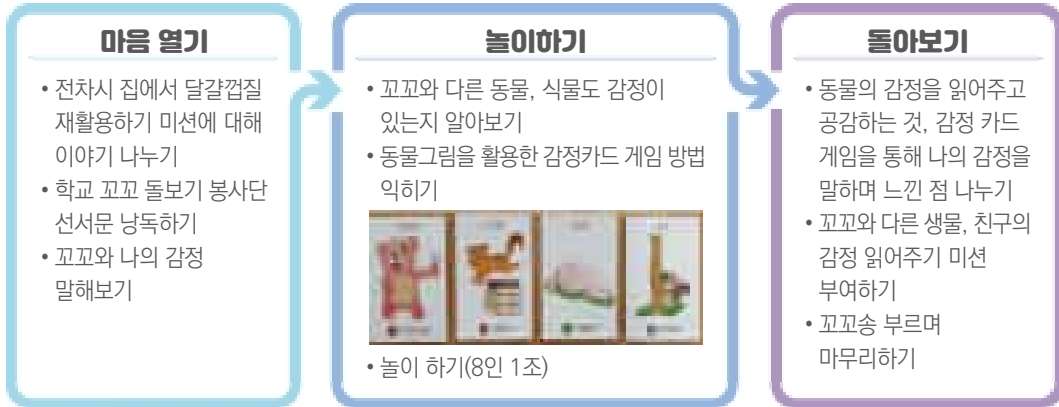 마음 열기
• 전차시 집에서 달걀껍질
재활용하기 미션에 대해
이야기 나누기
• 학교 꼬꼬 돌보기 봉사단
선서문 낭독하기
• 꼬꼬와 나의 감정
말해보기
놀이하기
• 꼬꼬와 다른 동물, 식물도 감정이
있는지 알아보기
• 동물그림을 활용한 감정카드 게임 방법
익히기
• 놀이 하기(8인 1조)
돌아보기
• 동물의 감정을 읽어주고
공감하는 것, 감정 카드
게임을 통해 나의 감정을
말하며 느낀 점 나누기
• 꼬꼬와 다른 생물, 친구의
감정 읽어주기 미션
부여하기
• 꼬꼬송 부르며
마무리하기